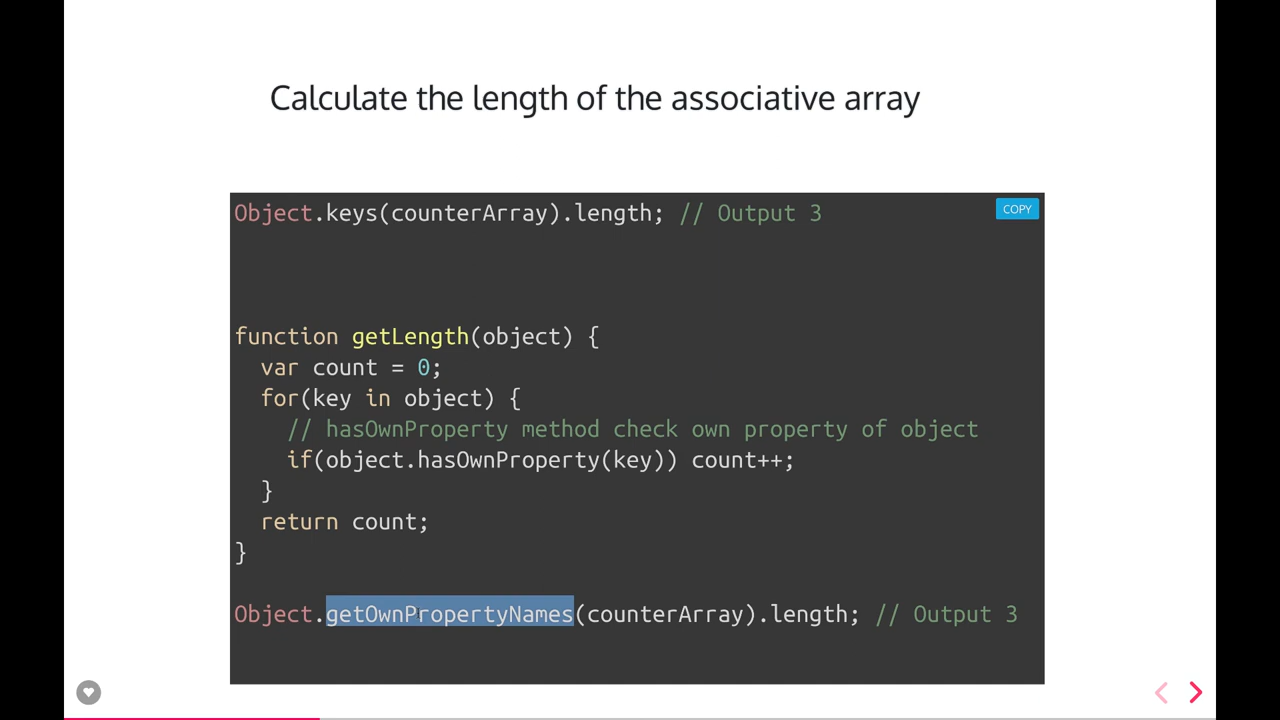 Calculate the length of the associative array
Object.keys(counterArray).length; // Output 3
COPY
function getLength(object) {
  var count = 0;
  for(key in object) {
    // hasOwnProperty method check own property of object
    if(object.hasOwnProperty(key)) count++;
  }
  return count;
}
Object.getOwnPropertyNames(counterArray).length; // Output 3